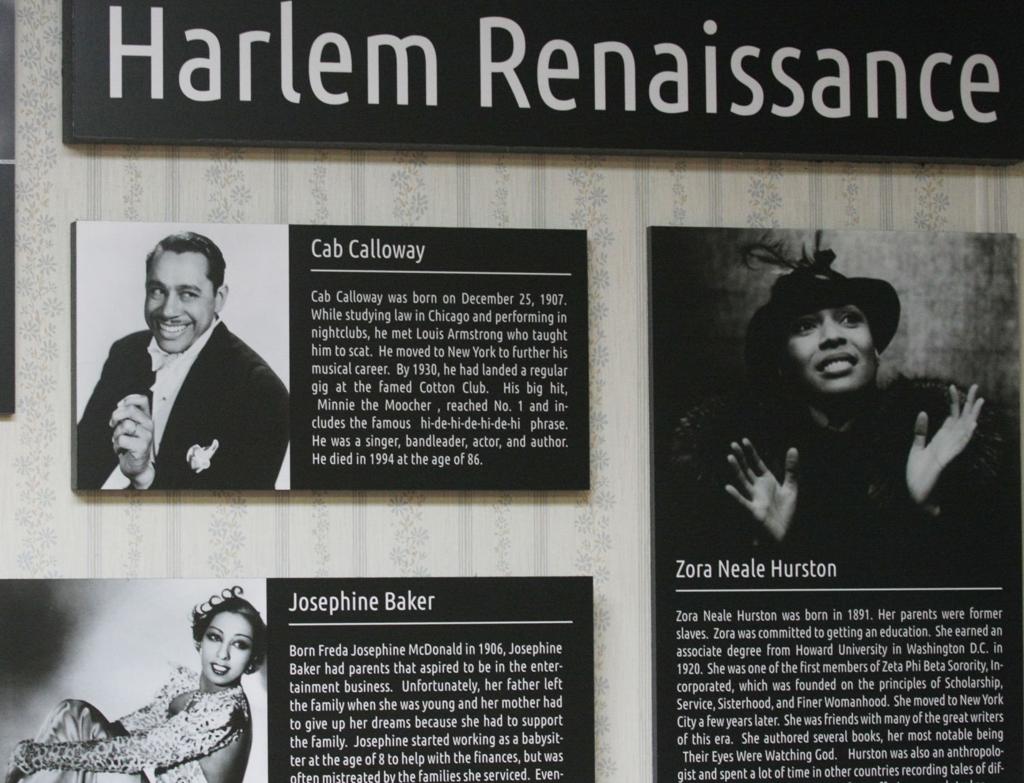 Harlem Renaissance
Cab Calloway
Cab Calloway was born on December 25, 1907.
While studying law in Chicago and performing in
nightclubs, he met Louis Armstrong who taught
him to scat. He moved to New York to further his
musical career. By 1930, he had landed a regular
gig at the famed Cotton Club. His big hit,
Minnie the Moocher , reached No. 1 and in-
cludes the famous hi-de-hi-de-hi-de-hi phrase.
He was a singer, bandleader, actor, and author.
He died in 1994 at the age of 86.
Josephine Baker
Born Freda Josephine McDonald in 1906, Josephine
Baker had parents that aspired to be in the enter-
tainment business. Unfortunately, her father left
the family when she was young and her mother had
to give up her dreams because she had to support
the family. Josephine started working as a babysit-
ter at the age of 8 to help with the finances, but was
often mistreated by the families she serviced. Even-
Zora Neale Hurston
Zora Neale Hurston was born in 1891. Her parents were former
slaves. Zora was committed to getting an education. She earned an
associate degree from Howard University in Washington D.C. in
1920. She was one of the first members of Zeta Phi Beta Sorority, In-
corporated, which was founded on the principles of Scholarship,
Service, Sisterhood, and Finer Womanhood. She moved to New York
City a few years later. She was friends with many of the great writers
of this era. She authored several books, her most notable being
Their Eyes Were Watching God. Hurston was also an anthropolo-
gist and spent a lot of time in other countries recording tales of dif-